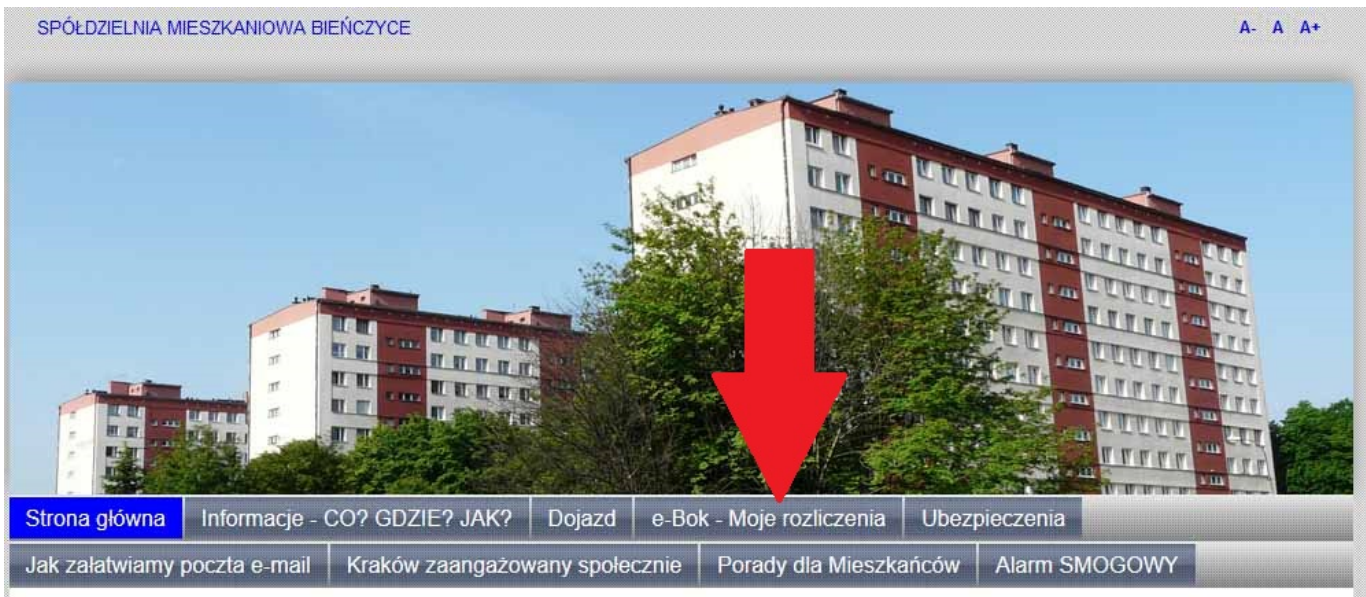 SPÓŁDZIELNIA MIESZKANIOWA BIEŃCZYCE
A- A A+
Strona główna Informacje - CO? GDZIE? JAK? Dojazd e-Bok - Moje rozliczenia Ubezpieczenia
Jak załatwiamy poczta e-mail Kraków zaangażowany społecznie Porady dla Mieszkańców Alarm SMOGOWY